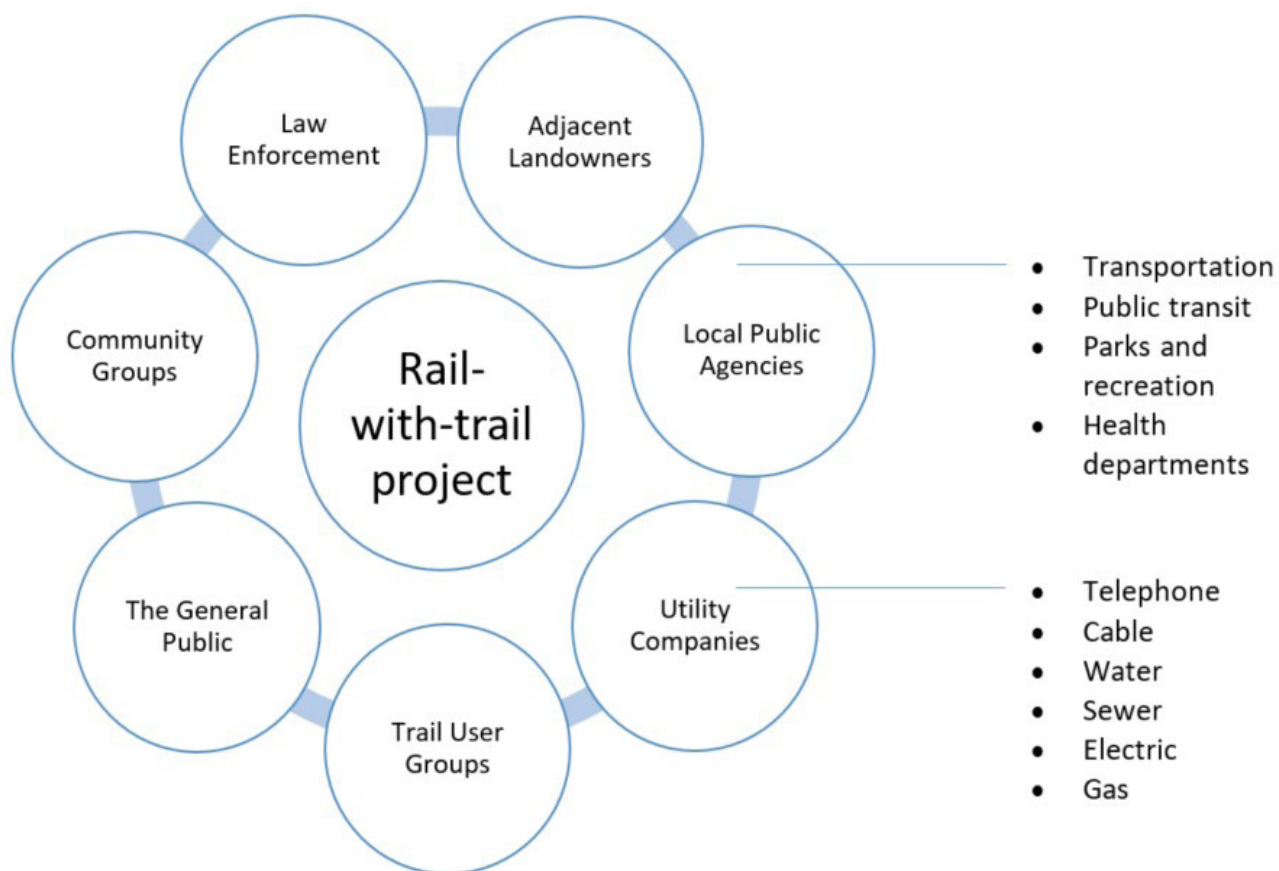 Law
Enforcement
Adjacent
Landowners
Community
Groups
Rail-
with-trail
project
Local Public
Agencies
• Transportation
• Public transit
• Parks and
recreation
• Health
departments
The General
Public
Trail User
Groups
Utility
Companies
• Telephone
• Cable
• Water
• Sewer
• Electric
• Gas